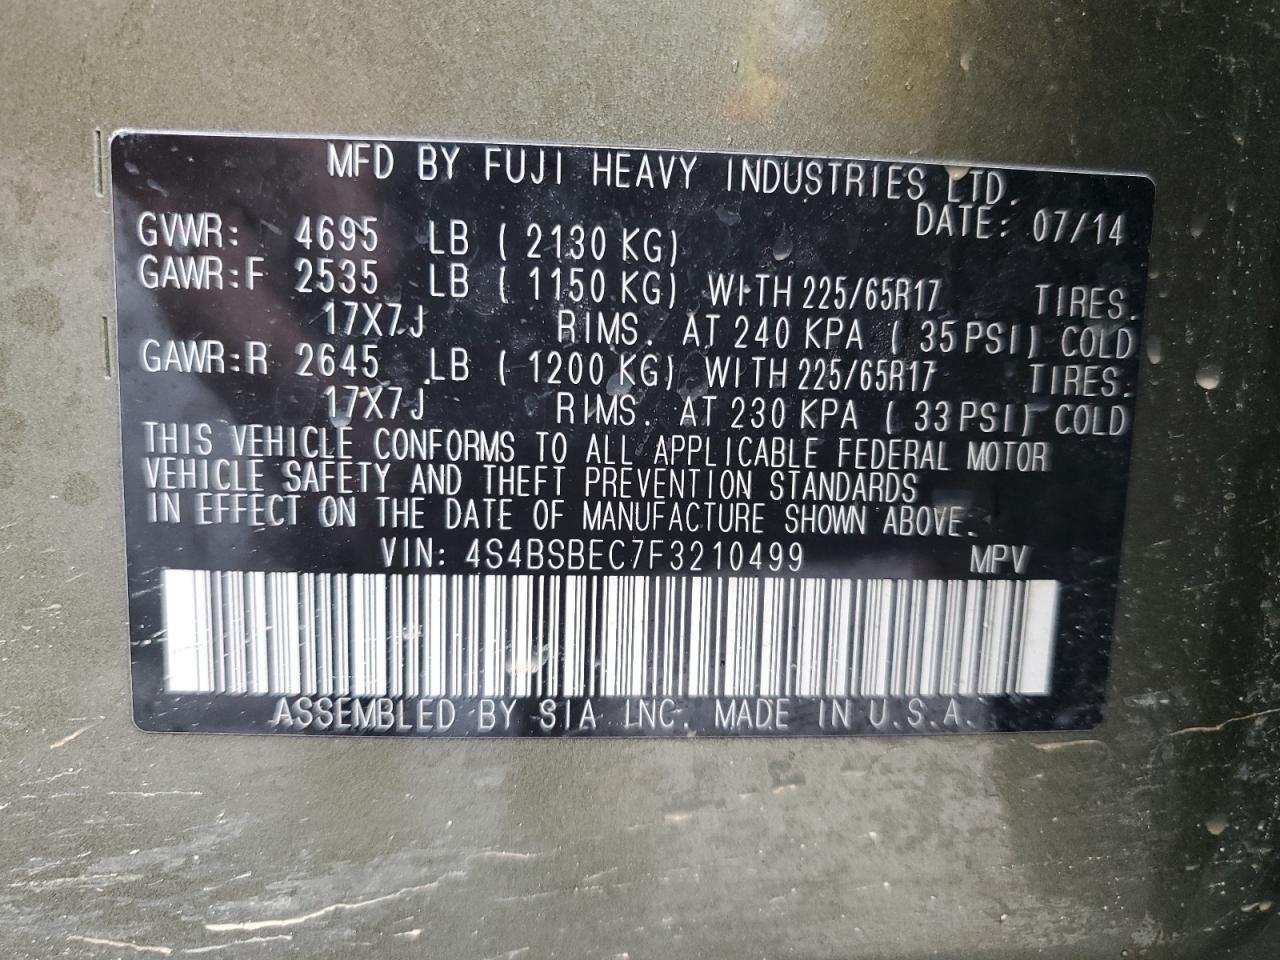 MFD BY FUJI HEAVY INDUSTRIES LTD.
DATE: 07/14
GVWR: 4695 LB ( 2130 KG)
GAWR:F 2535 LB ( 1150 KG) WITH 225/65R17 TIRES.
17X7J RIMS. AT 240 KPA ( 35 PSI) COLD
GAWR:R 2645 LB ( 1200 KG) WITH 225/65R17 TIRES.
17X7J RIMS. AT 230 KPA ( 33 PSI) COLD
THIS VEHICLE CONFORMS TO ALL APPLICABLE FEDERAL MOTOR
VEHICLE SAFETY AND THEFT PREVENTION STANDARDS
IN EFFECT ON THE DATE OF MANUFACTURE SHOWN ABOVE.
VIN: 4S4BSBEC7F3210499 MPV
ASSEMBLED BY SIA INC. MADE IN U.S.A.